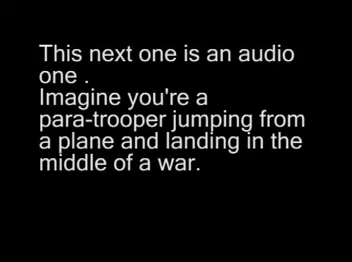 This next one is an audio
one .
Imagine you're a
para-trooper jumping from
a plane and landing in the
middle of a war.